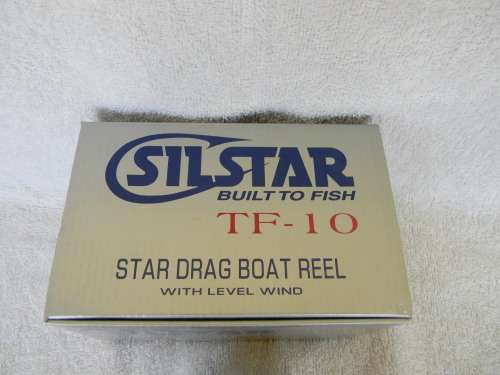 SILSTAR
BUILT TO FISH
TF-10
STAR DRAG BOAT REEL
WITH LEVEL WIND